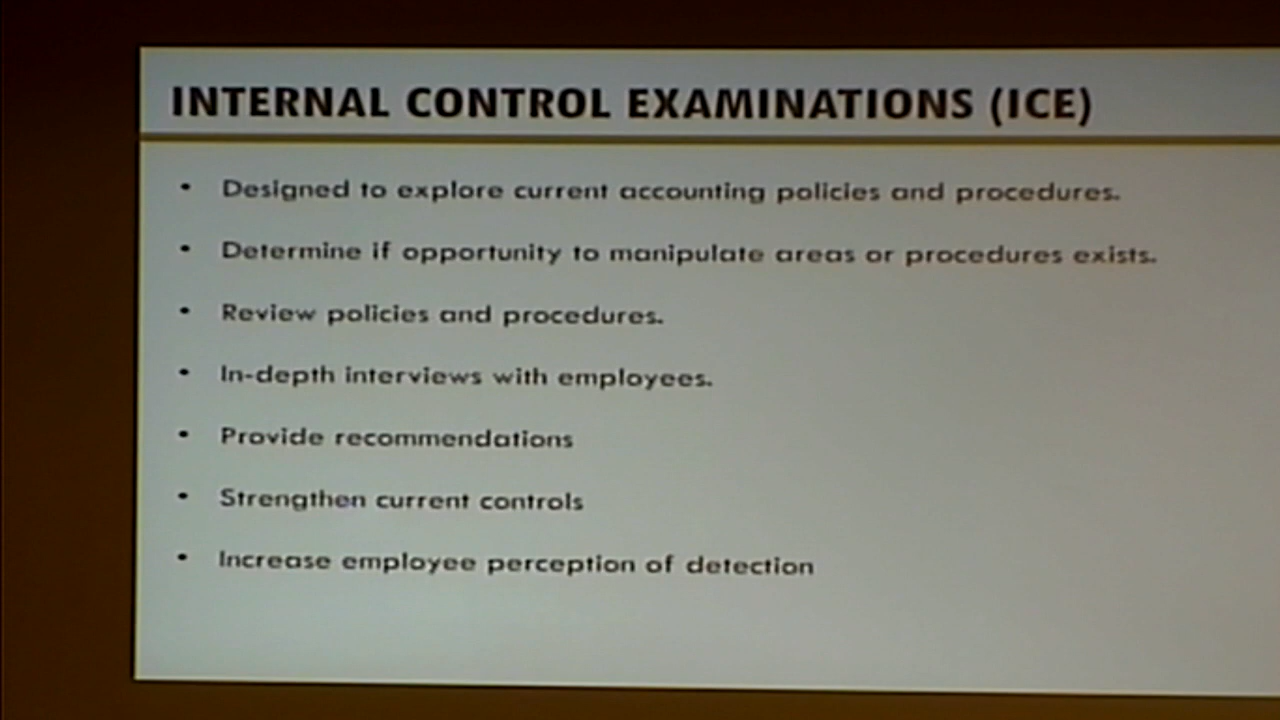 INTERNAL CONTROL EXAMINATIONS (ICE)
• Designed to explore current accounting policies and procedures.
• Determine if opportunity to manipulate areas or procedures exists.
• Review policies and procedures.
• In-depth interviews with employees.
• Provide recommendations
• Strengthen current controls
• Increase employee perception of detection